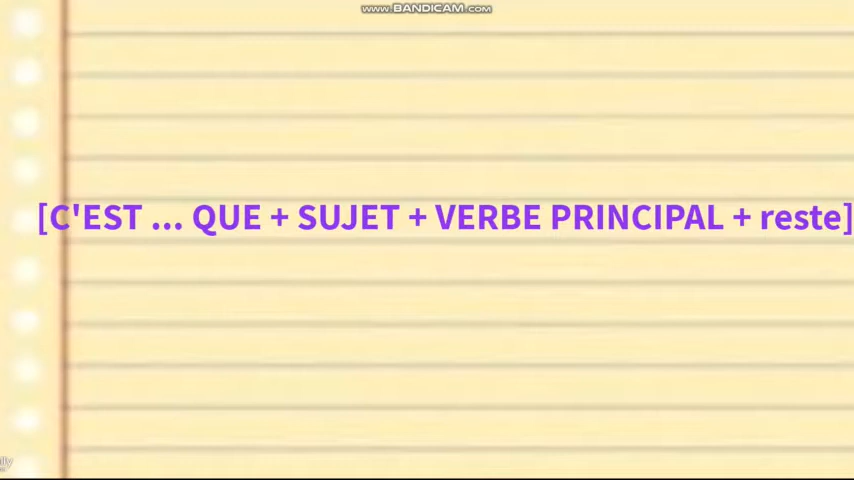 www.BANDICAM.com
[C'EST ... QUE + SUJET + VERBE PRINCIPAL + reste]